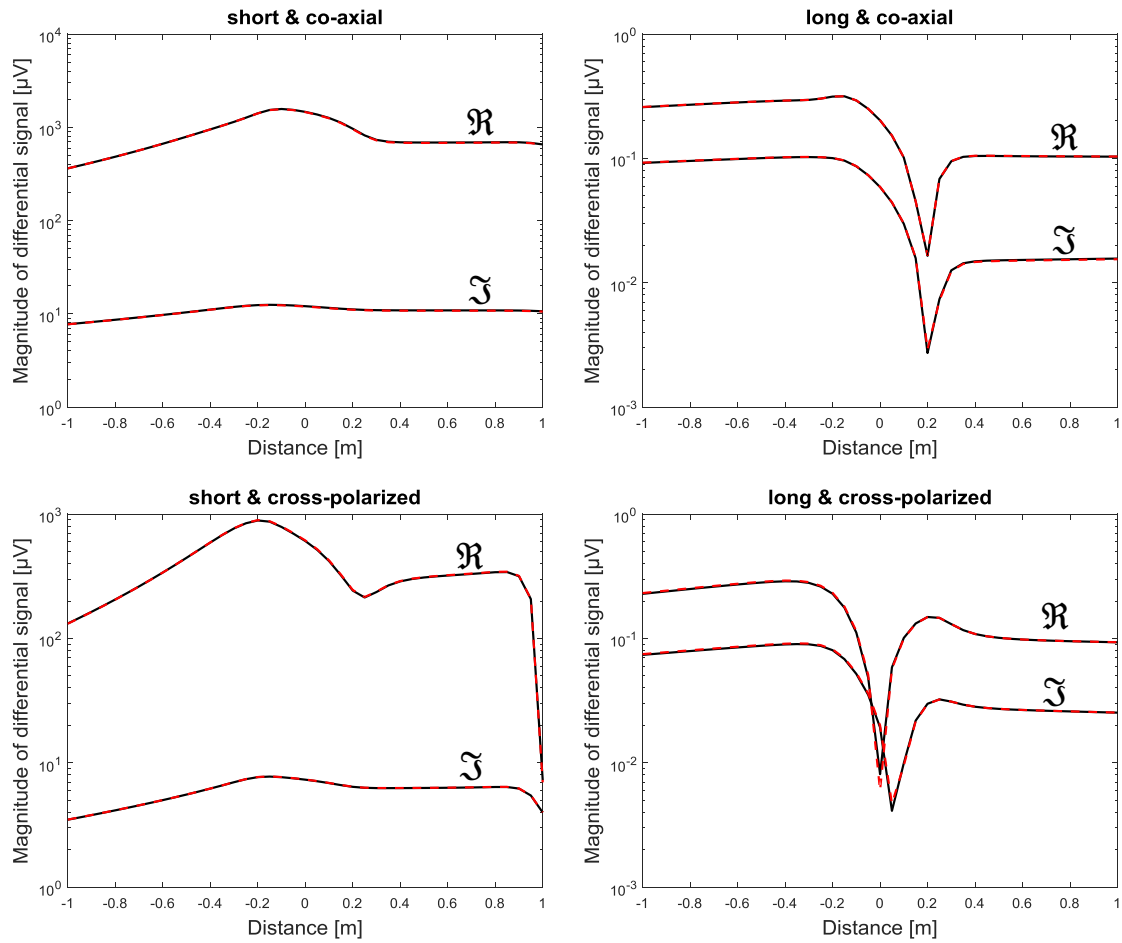 short & co-axial
Magnitude of differential signal [µV]
10^4
10^3
10^2
10^1
10^0
ℜ
ℑ
-1 -0.8 -0.6 -0.4 -0.2 0 0.2 0.4 0.6 0.8 1
Distance [m]
long & co-axial
Magnitude of differential signal [µV]
10^0
10^-1
10^-2
10^-3
ℜ
ℑ
-1 -0.8 -0.6 -0.4 -0.2 0 0.2 0.4 0.6 0.8 1
Distance [m]
short & cross-polarized
Magnitude of differential signal [µV]
10^3
10^2
10^1
10^0
ℜ
ℑ
-1 -0.8 -0.6 -0.4 -0.2 0 0.2 0.4 0.6 0.8 1
Distance [m]
long & cross-polarized
Magnitude of differential signal [µV]
10^0
10^-1
10^-2
10^-3
ℜ
ℑ
-1 -0.8 -0.6 -0.4 -0.2 0 0.2 0.4 0.6 0.8 1
Distance [m]